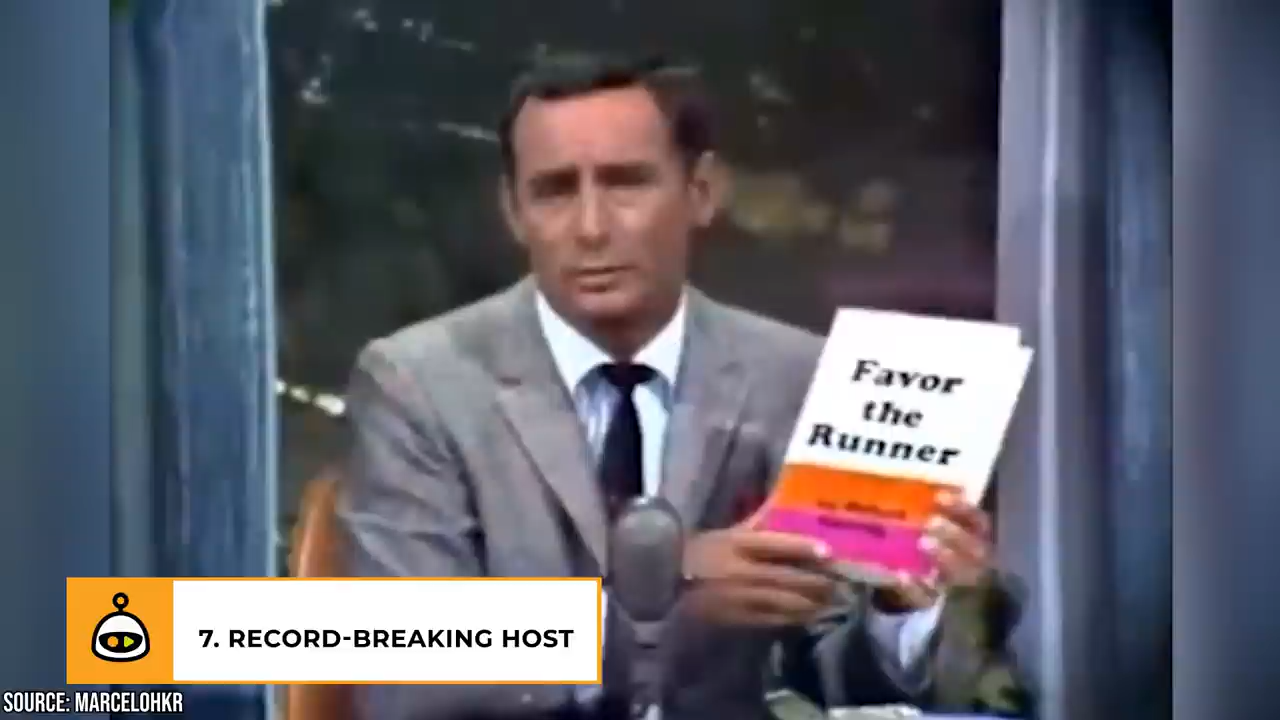 Favor
the
Runner
7. RECORD-BREAKING HOST
SOURCE: MARCELOHKR